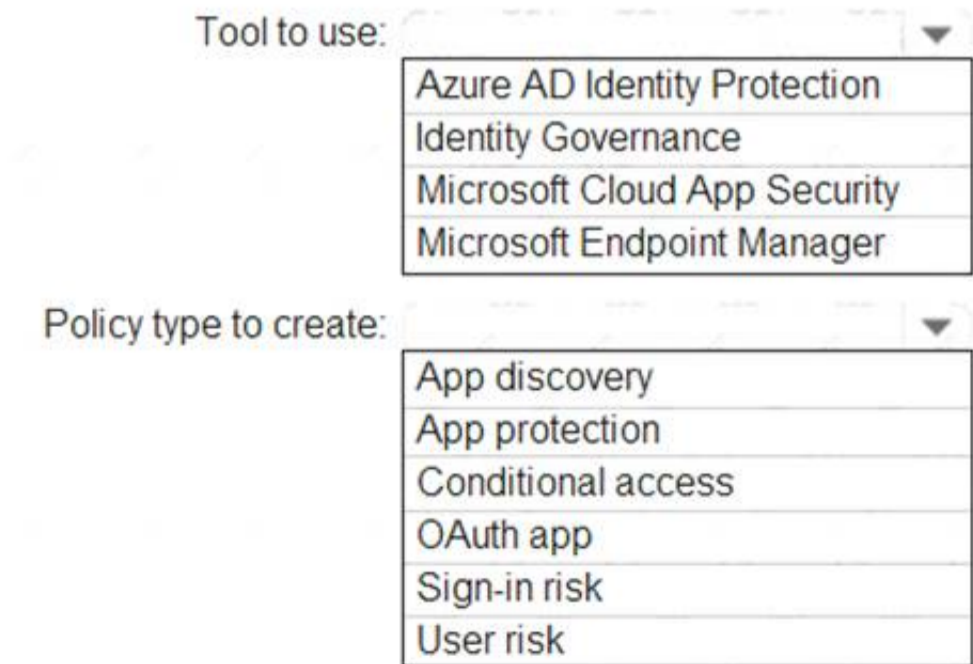 Tool to use:
Azure AD Identity Protection
Identity Governance
Microsoft Cloud App Security
Microsoft Endpoint Manager
Policy type to create:
App discovery
App protection
Conditional access
OAuth app
Sign-in risk
User risk